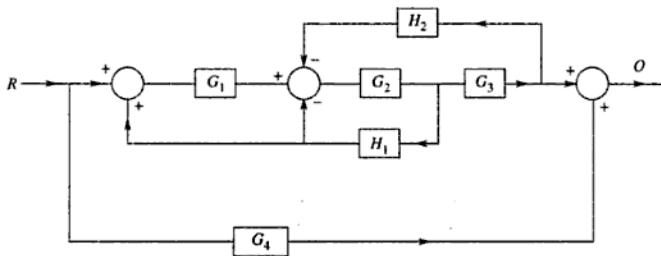 H₂
−
R
+
+
G₁
+
−
G₂
G₃
+
+
O
H₁
G₄